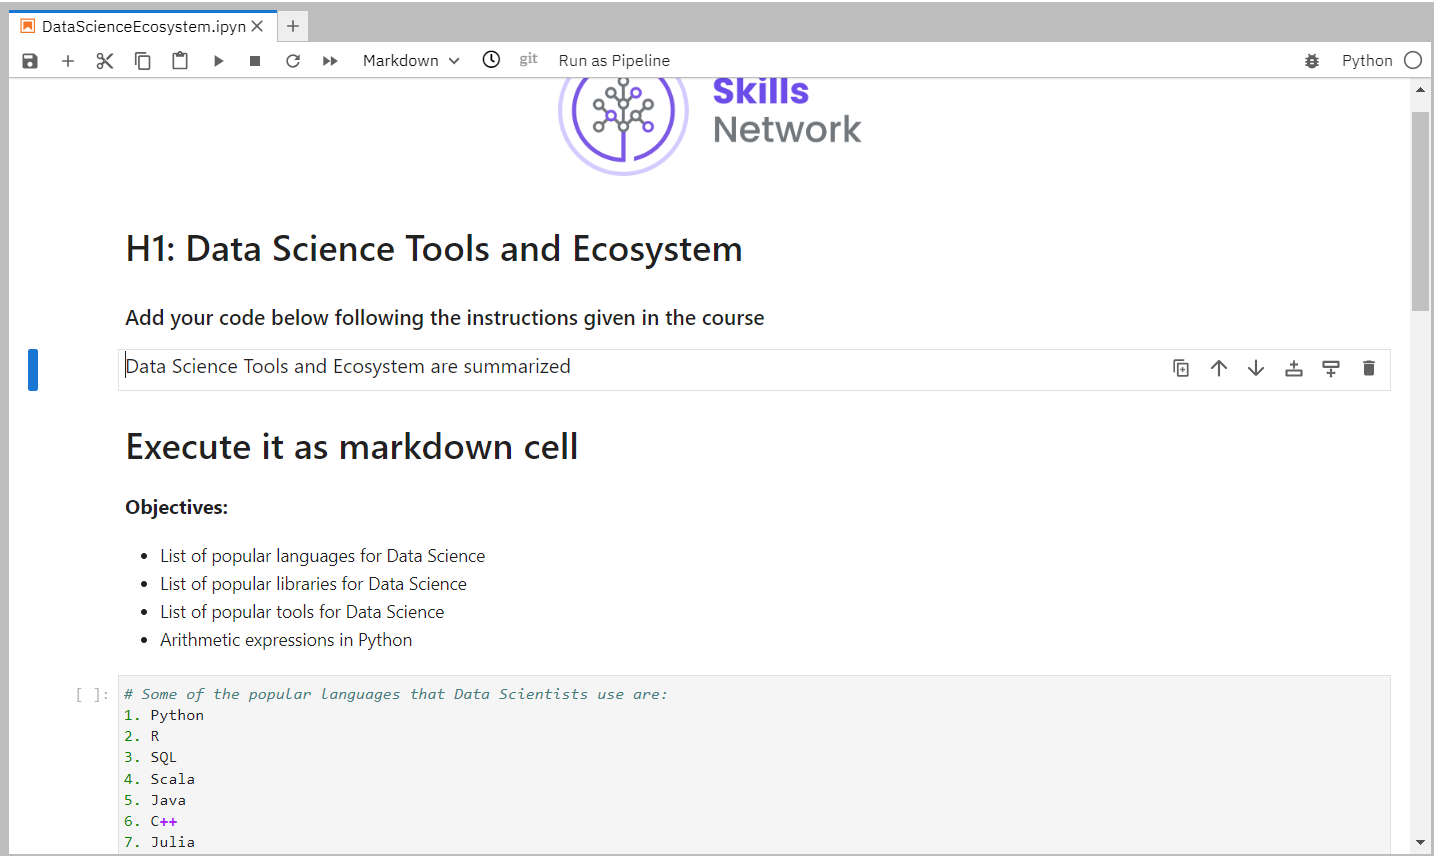 DataScienceEcosystem.ipyn
Markdown git Run as Pipeline Python
Skills
Network
H1: Data Science Tools and Ecosystem
Add your code below following the instructions given in the course
Data Science Tools and Ecosystem are summarized
Execute it as markdown cell
Objectives:
• List of popular languages for Data Science
• List of popular libraries for Data Science
• List of popular tools for Data Science
• Arithmetic expressions in Python
[ ]: # Some of the popular languages that Data Scientists use are:
1. Python
2. R
3. SQL
4. Scala
5. Java
6. C++
7. Julia